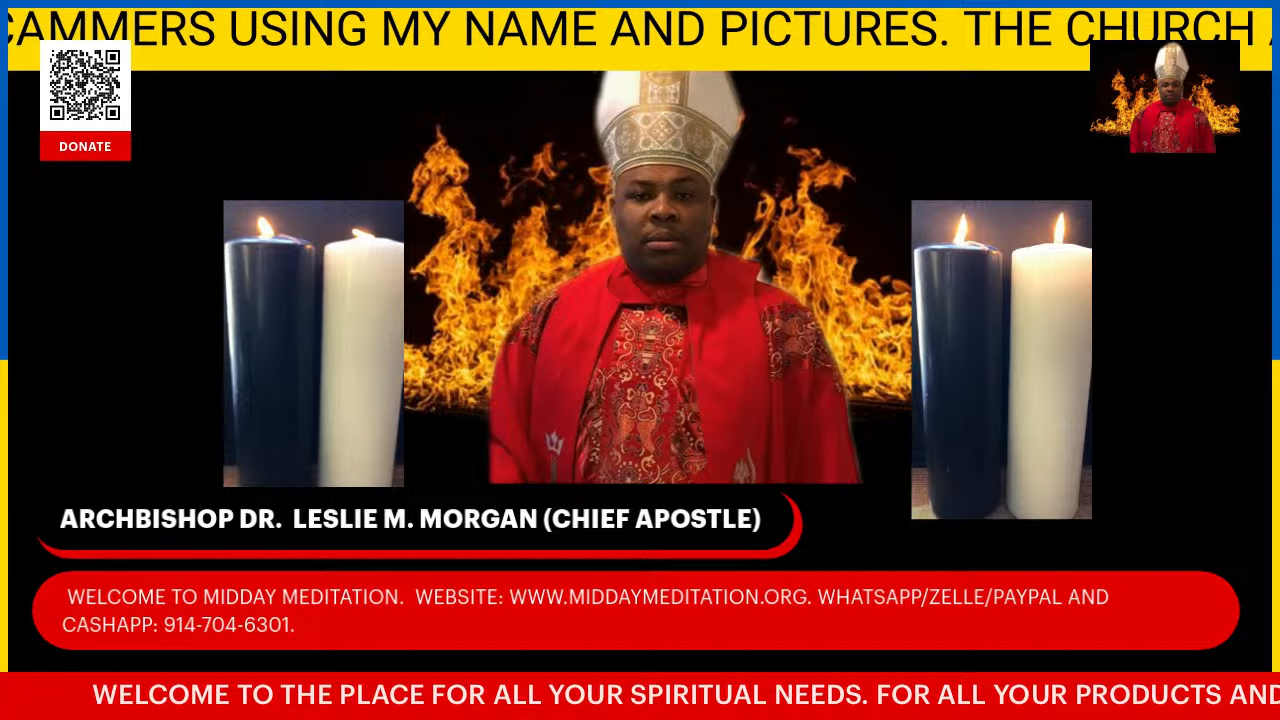 SCAMMERS USING MY NAME AND PICTURES. THE CHURCH
DONATE
ARCHBISHOP DR. LESLIE M. MORGAN (CHIEF APOSTLE)
WELCOME TO MIDDAY MEDITATION. WEBSITE: WWW.MIDDAYMEDITATION.ORG. WHATSAPP/ZELLE/PAYPAL AND
CASHAPP: 914-704-6301.
WELCOME TO THE PLACE FOR ALL YOUR SPIRITUAL NEEDS. FOR ALL YOUR PRODUCTS AND